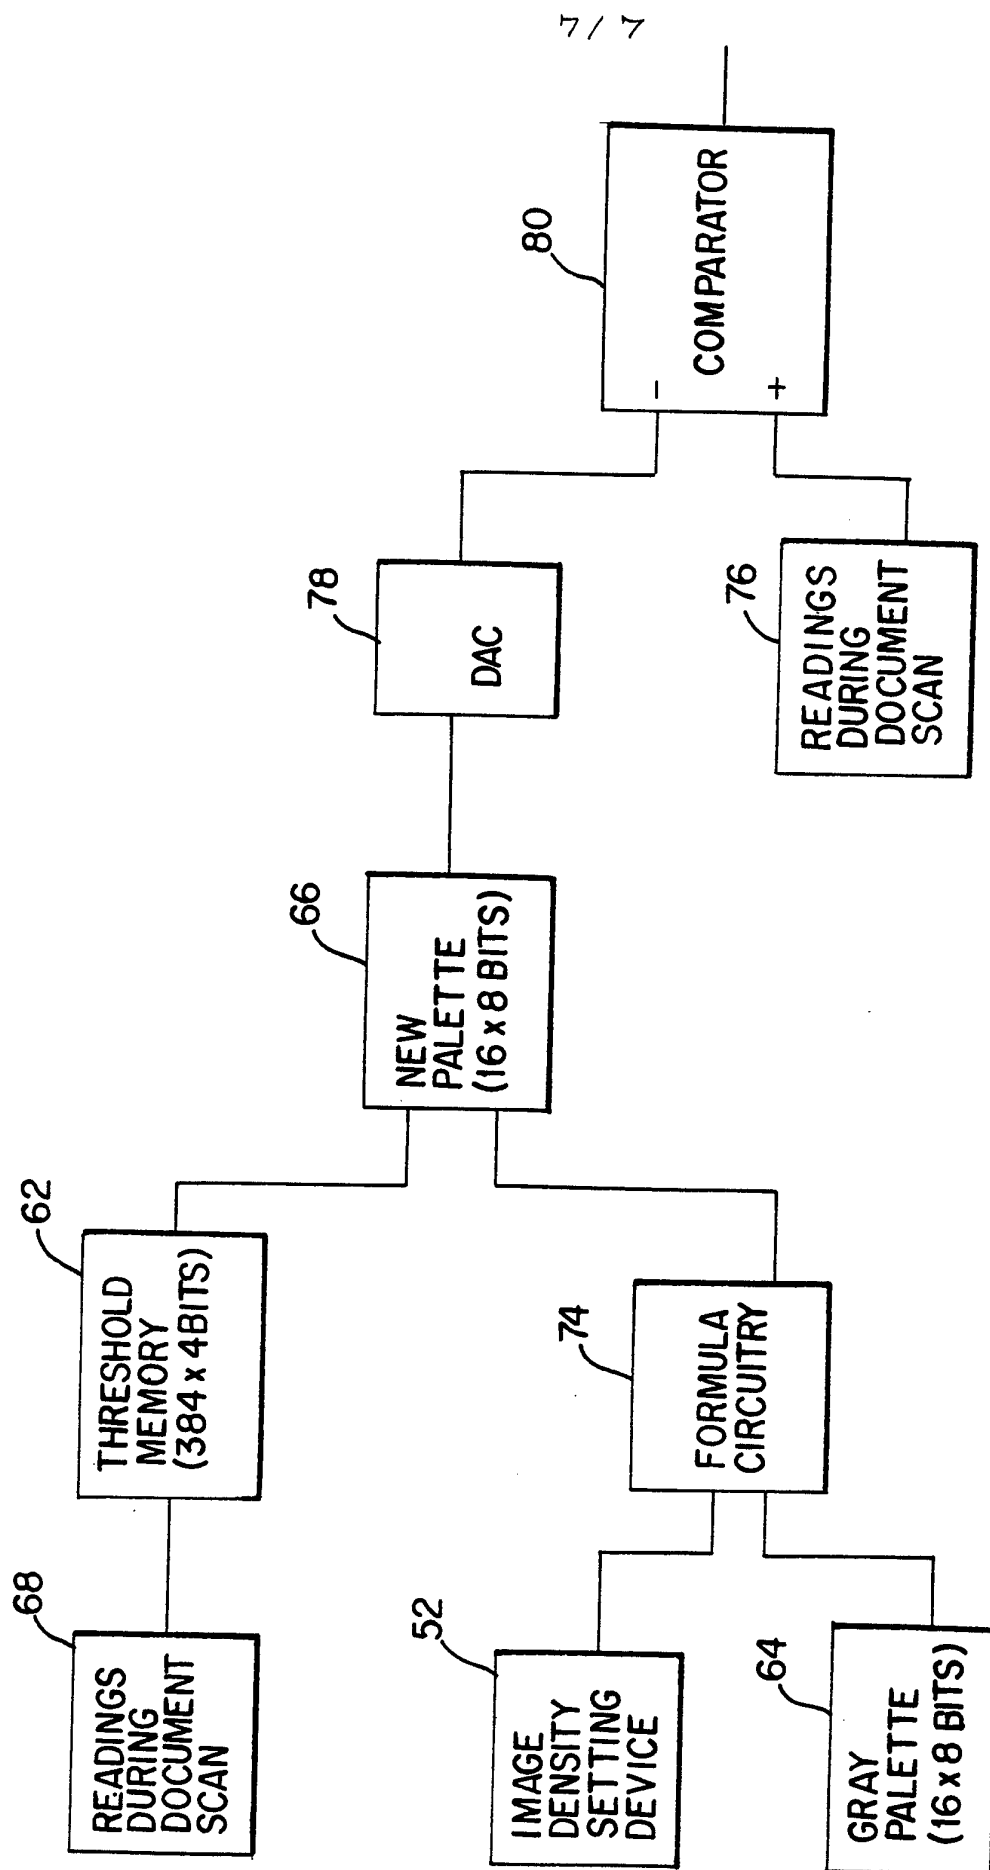 7/7
68
READINGS
DURING
DOCUMENT
SCAN
62
THRESHOLD
MEMORY
(384 x 4BITS)
52
IMAGE
DENSITY
SETTING
DEVICE
64
GRAY
PALETTE
(16 x 8 BITS)
74
FORMULA
CIRCUITRY
66
NEW
PALETTE
(16 x 8 BITS)
78
DAC
76
READINGS
DURING
DOCUMENT
SCAN
80
-
COMPARATOR
+